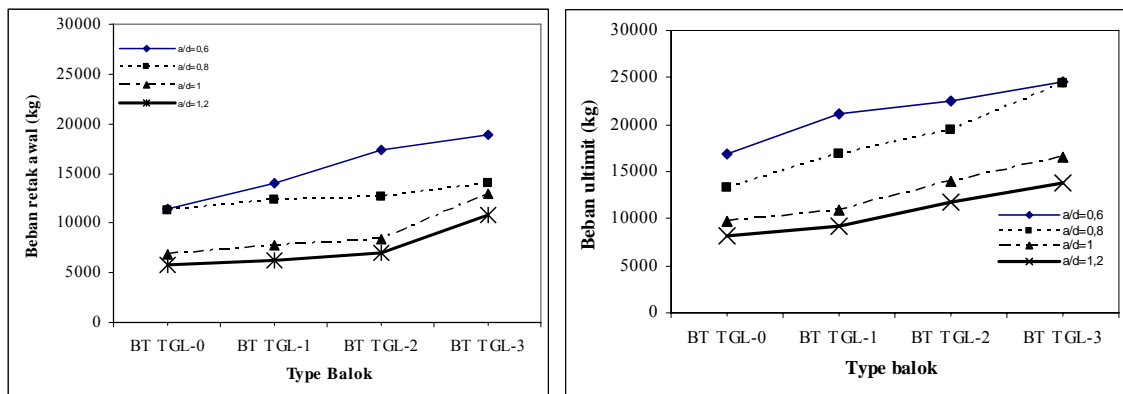 Beban retak awal (kg)
30000
25000
20000
15000
10000
5000
0
a/d=0,6
a/d=0,8
a/d=1
a/d=1,2
BT TGL-0 BT TGL-1 BT TGL-2 BT TGL-3
Type Balok
Beban ultimit (kg)
30000
25000
20000
15000
10000
5000
0
a/d=0,6
a/d=0,8
a/d=1
a/d=1,2
BT TGL-0 BT TGL-1 BT TGL-2 BT TGL-3
Type balok